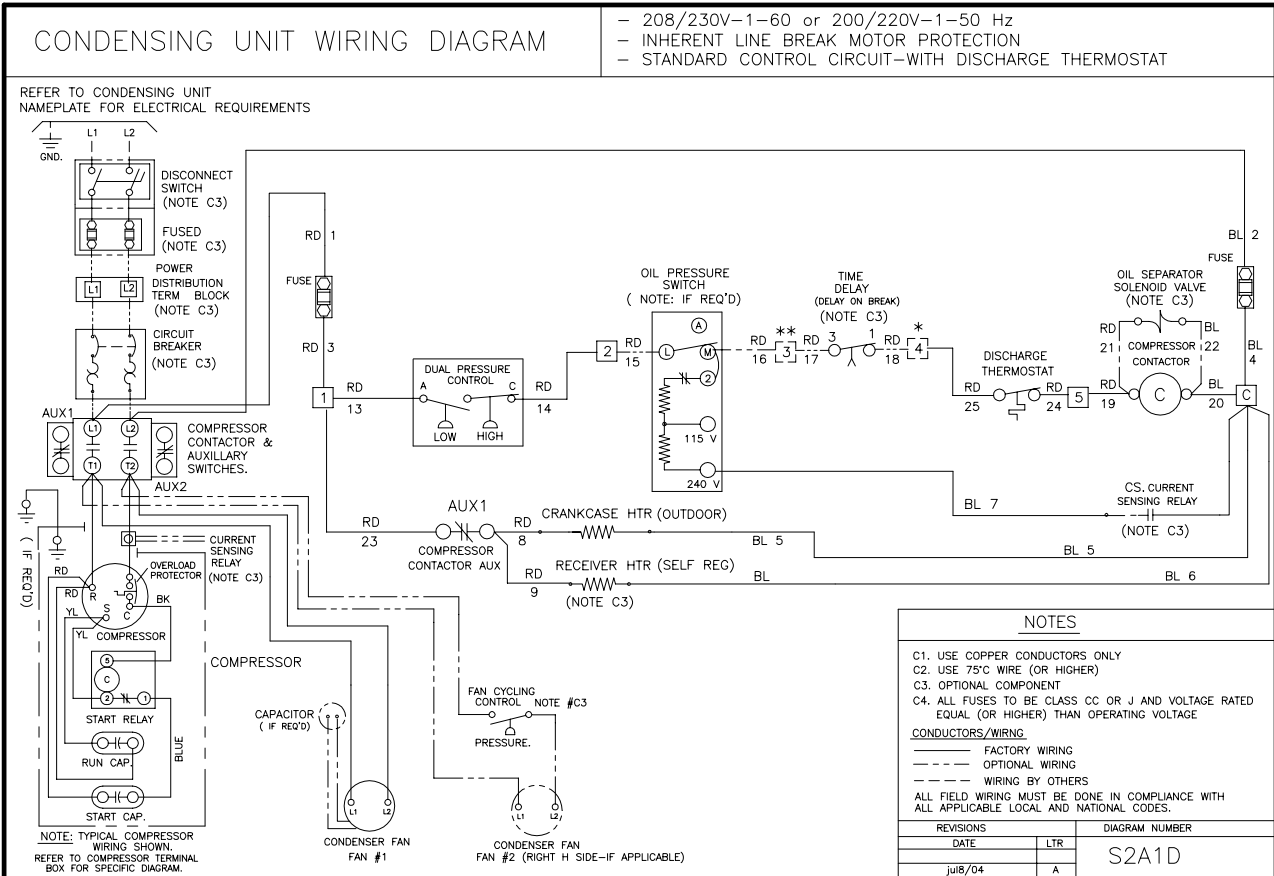 CONDENSING UNIT WIRING DIAGRAM
- 208/230V-1-60 or 200/220V-1-50 Hz
- INHERENT LINE BREAK MOTOR PROTECTION
- STANDARD CONTROL CIRCUIT-WITH DISCHARGE THERMOSTAT
REFER TO CONDENSING UNIT
NAMEPLATE FOR ELECTRICAL REQUIREMENTS
L1 L2
GND.
DISCONNECT
SWITCH
(NOTE C3)
FUSED
(NOTE C3)
POWER
DISTRIBUTION
TERM BLOCK
(NOTE C3)
L1 L2
CIRCUIT
BREAKER
(NOTE C3)
AUX1
L1 L2
T1 T2
AUX2
COMPRESSOR
CONTACTOR &
AUXILLARY
SWITCHES.
RD 1
FUSE
RD 3
1
RD
13
DUAL PRESSURE
CONTROL
A C
LOW HIGH
RD
14
2
RD
15
OIL PRESSURE
SWITCH
( NOTE: IF REQ'D)
A
L M
2
115 V
240 V
RD
16
**
3
RD
17
TIME
DELAY
(DELAY ON BREAK)
(NOTE C3)
3 1
RD
18
*
4
RD
25
DISCHARGE
THERMOSTAT
RD
24
5
RD
19
OIL SEPARATOR
SOLENOID VALVE
(NOTE C3)
RD
21
BL
22
COMPRESSOR
CONTACTOR
C
BL
20
C
BL 2
FUSE
BL
4
BL 7
CS. CURRENT
SENSING RELAY
(NOTE C3)
RD
23
AUX1
COMPRESSOR
CONTACTOR AUX
RD
8
CRANKCASE HTR (OUTDOOR)
BL 5
BL 5
RD
9
RECEIVER HTR (SELF REG)
(NOTE C3)
BL
BL 6
( IF REQ'D)
CURRENT
SENSING
RELAY
(NOTE C3)
OVERLOAD
PROTECTOR
RD
RD
R
S
C
YL
YL
BK
COMPRESSOR
COMPRESSOR
5
C
2 1
START RELAY
BLUE
RUN CAP.
START CAP.
NOTE: TYPICAL COMPRESSOR
WIRING SHOWN.
REFER TO COMPRESSOR TERMINAL
BOX FOR SPECIFIC DIAGRAM.
CAPACITOR
( IF REQ'D)
L1 L2
CONDENSER FAN
FAN #1
FAN CYCLING
CONTROL NOTE #C3
PRESSURE.
L1 L2
CONDENSER FAN
FAN #2 (RIGHT H SIDE-IF APPLICABLE)
NOTES
C1. USE COPPER CONDUCTORS ONLY
C2. USE 75°C WIRE (OR HIGHER)
C3. OPTIONAL COMPONENT
C4. ALL FUSES TO BE CLASS CC OR J AND VOLTAGE RATED
EQUAL (OR HIGHER) THAN OPERATING VOLTAGE
CONDUCTORS/WIRNG
FACTORY WIRING
OPTIONAL WIRING
WIRING BY OTHERS
ALL FIELD WIRING MUST BE DONE IN COMPLIANCE WITH
ALL APPLICABLE LOCAL AND NATIONAL CODES.
REVISIONS
DATE LTR
jul8/04 A
DIAGRAM NUMBER
S2A1D